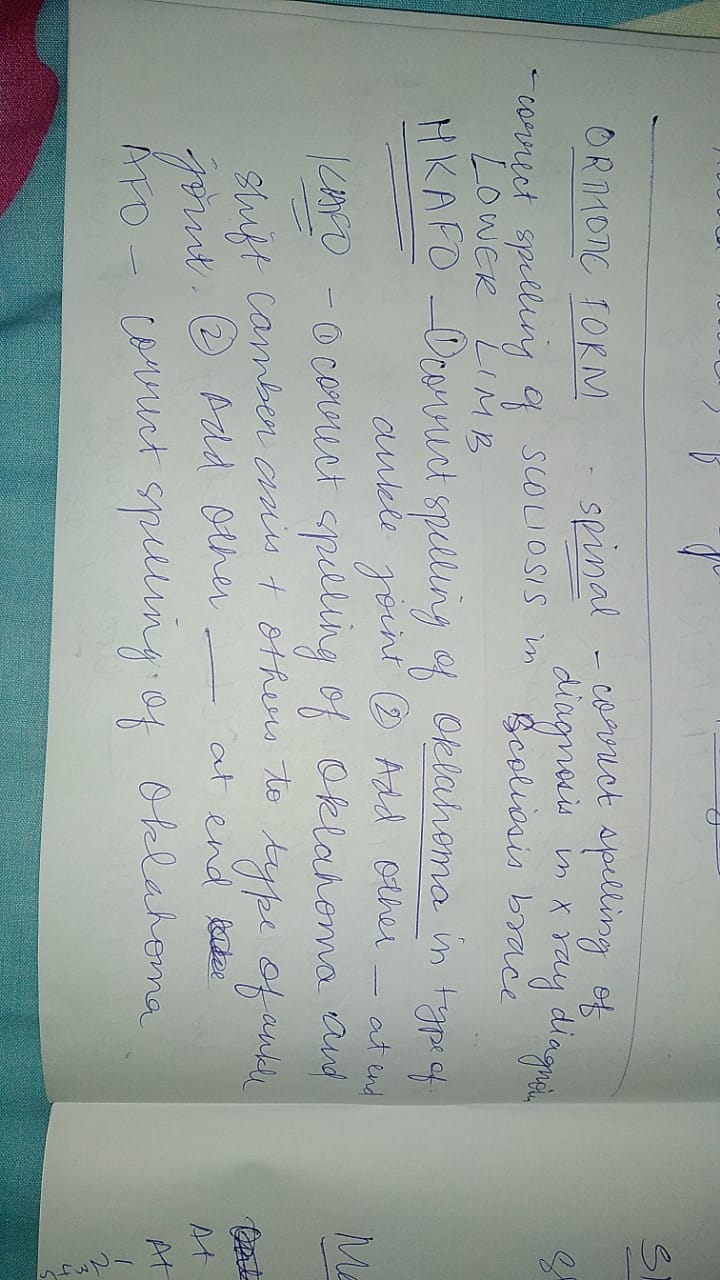 ORTHOTIC FORM - spinal - correct spelling of
diagnosis in x ray diagnosis
- correct spelling of SCOLIOSIS in Scoliosis brace
LOWER LIMB
HKAFO - ① correct spelling of Oklahoma in type of
ankle joint ② Add Other _ at end
KAFO - ① correct spelling of Oklahoma and
shift camber axis + others to type of ankle
joint. ② Add Other __ at end
AFO - correct spelling of Oklahoma
At
At
1
2
3
4
5